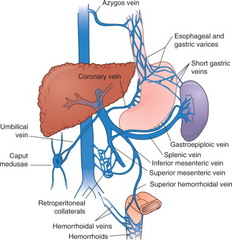 Azygos vein
Esophageal and
gastric varices
Short gastric
veins
Coronary vein
Umbilical
vein
Caput
medusae
Gastroepiploic vein
Splenic vein
Inferior mesenteric vein
Superior mesenteric vein
Superior hemorrhoidal vein
Retroperitoneal
collaterals
Hemorrhoidal veins
Hemorrhoids